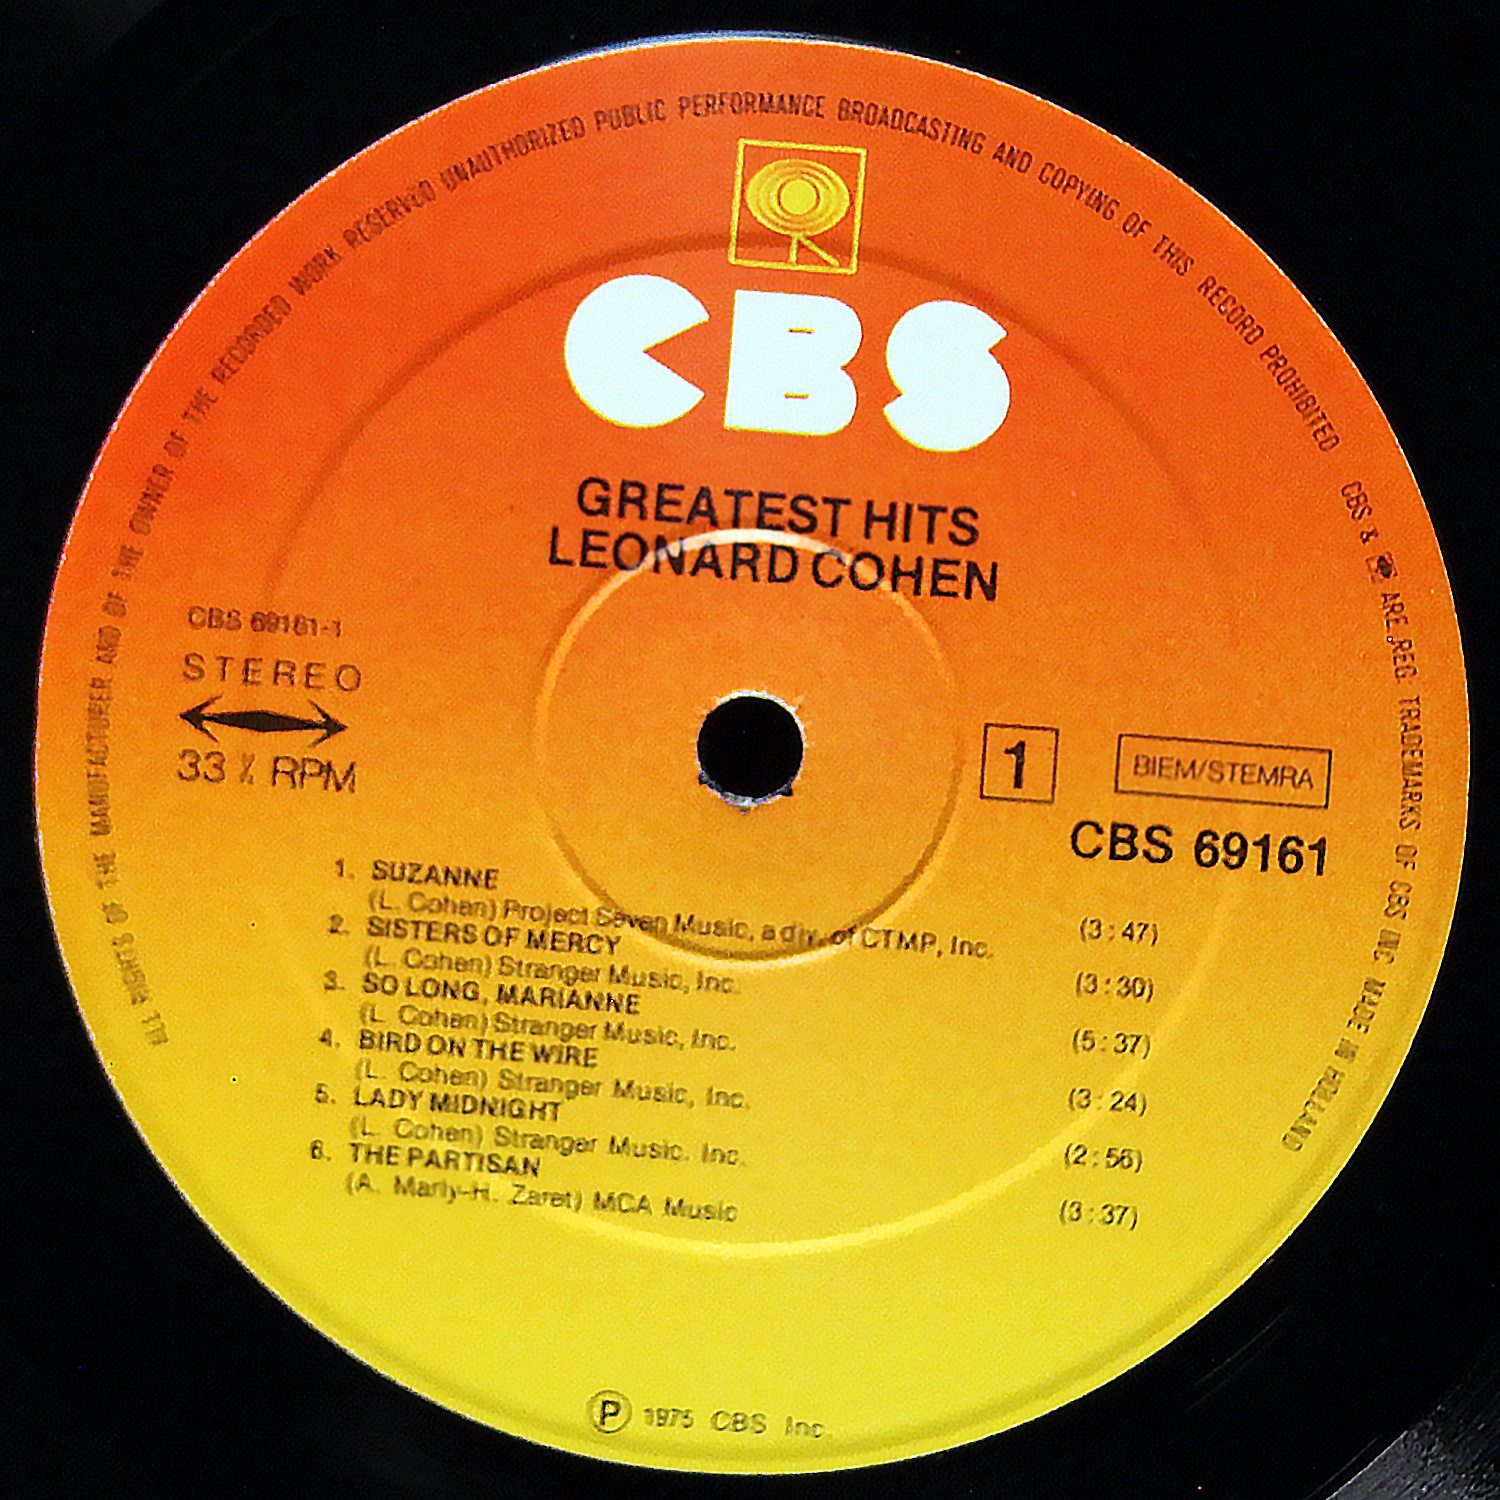 ALL RIGHTS OF THE MANUFACTURER AND OF THE OWNER OF THE RECORDED WORK RESERVED UNAUTHORIZED PUBLIC PERFORMANCE BROADCASTING AND COPYING OF THIS RECORD PROHIBITED CBS & ARE REG. TRADEMARKS OF CBS INC MADE IN HOLLAND
CBS
GREATEST HITS
LEONARD COHEN
CBS 69161-1
STEREO
33 ⅓ RPM
1
BIEM/STEMRA
CBS 69161
1. SUZANNE
(L. Cohen) Project Seven Music, a div. of CTMP, Inc. (3:47)
2. SISTERS OF MERCY
(L. Cohen) Stranger Music, Inc. (3:30)
3. SO LONG, MARIANNE
(L. Cohen) Stranger Music, Inc. (5:37)
4. BIRD ON THE WIRE
(L. Cohen) Stranger Music, Inc. (3:24)
5. LADY MIDNIGHT
(L. Cohen) Stranger Music. Inc. (2:56)
6. THE PARTISAN
(A. Marly-H. Zaret) MCA Music (3:37)
Ⓟ 1975 CBS Inc.